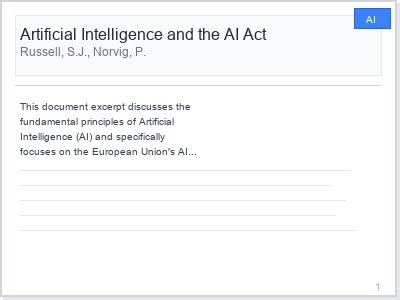 AI
Artificial Intelligence and the AI Act
Russell, S.J., Norvig, P.
This document excerpt discusses the
fundamental principles of Artificial
Intelligence (AI) and specifically
focuses on the European Union's AI...
1